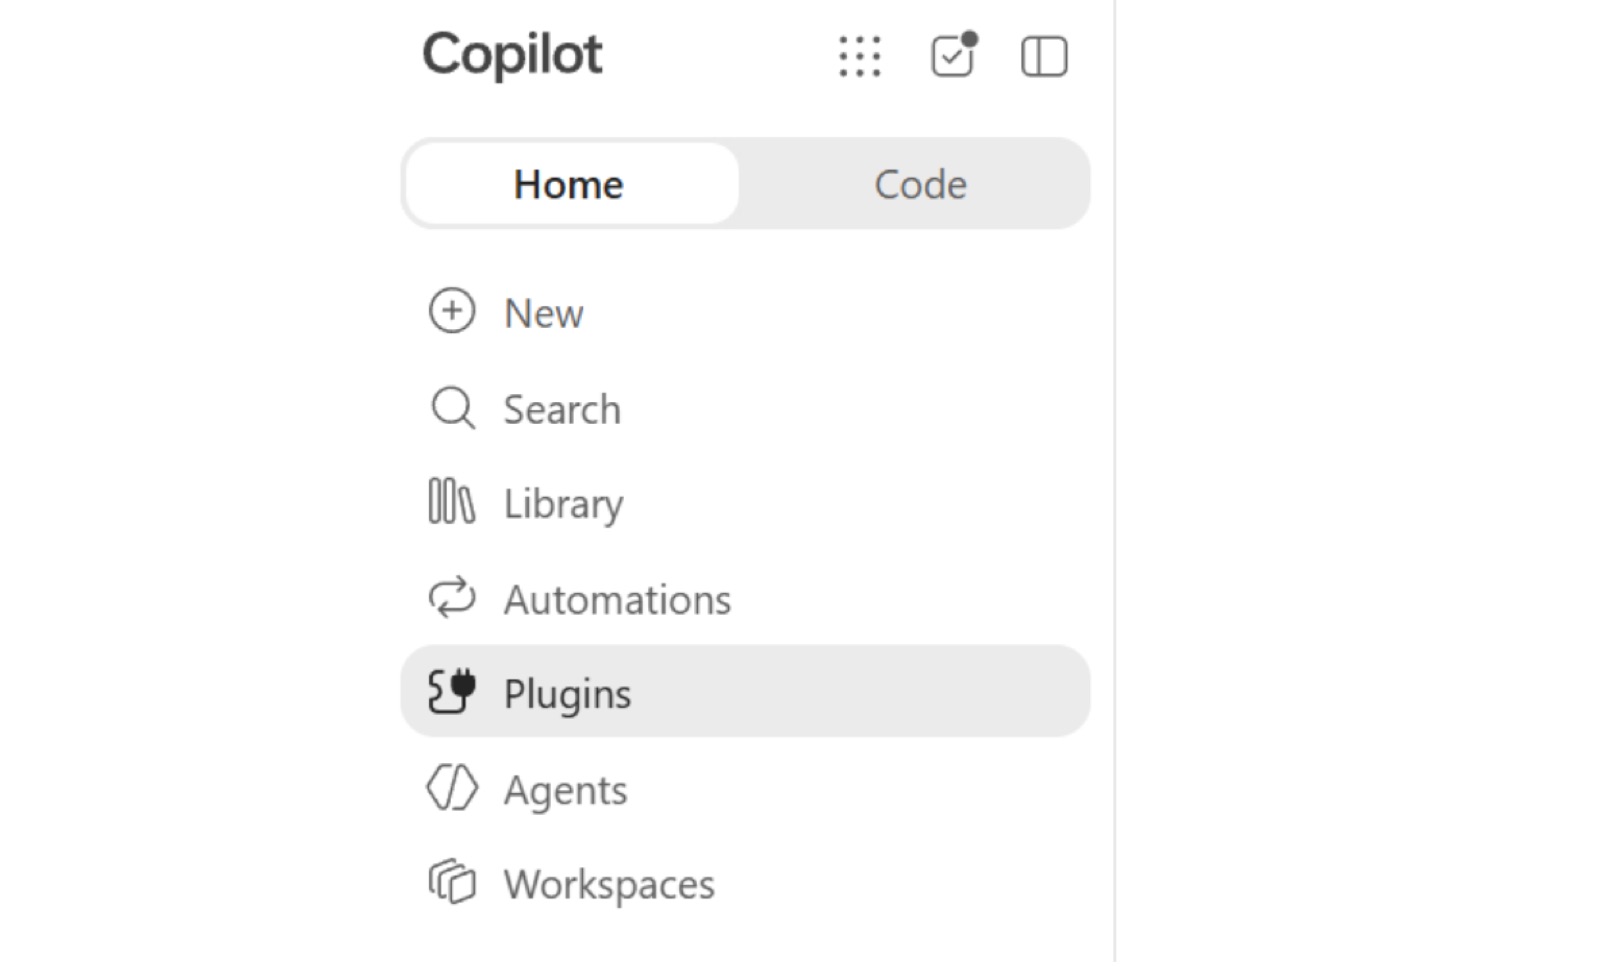 Copilot
Home Code
New
Search
Library
Automations
Plugins
Agents
Workspaces